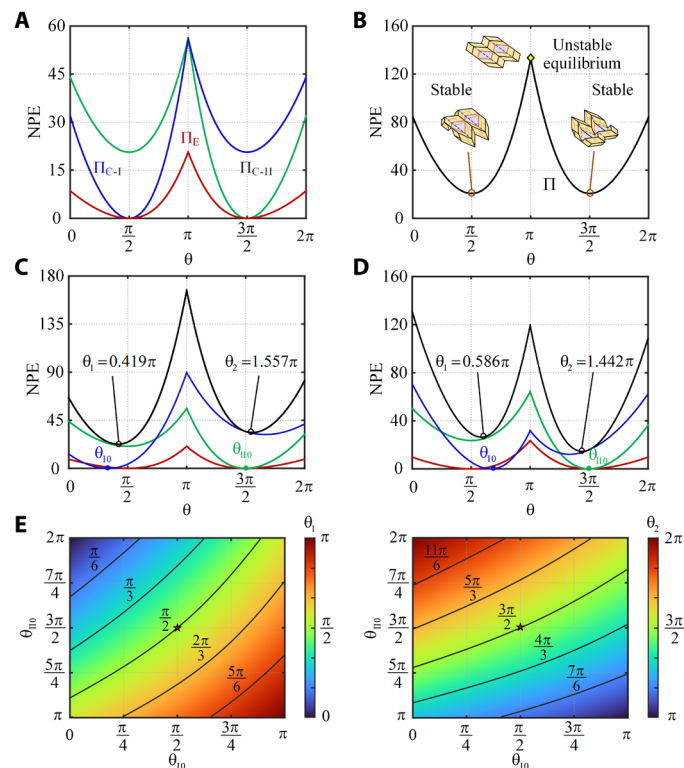 A
60
45
30
15
0
NPE
Π_E
Π_C-I
Π_C-II
0
π/2
π
3π/2
2π
θ
B
160
120
80
40
0
NPE
Unstable
equilibrium
Stable
Stable
Π
0
π/2
π
3π/2
2π
θ
C
180
135
90
45
0
NPE
θ₁=0.419π
θ₂=1.557π
θ_I0
θ_II0
0
π/2
π
3π/2
2π
θ
D
160
120
80
40
0
NPE
θ₁=0.586π
θ₂=1.442π
θ_I0
θ_II0
0
π/2
π
3π/2
2π
θ
E
2π
7π/4
3π/2
5π/4
π
θ_II0
π/6
π/3
π/2
2π/3
5π/6
0
π/4
π/2
3π/4
π
θ_I0
θ₁
π
π/2
0
2π
7π/4
3π/2
5π/4
π
θ_II0
11π/6
5π/3
3π/2
4π/3
7π/6
0
π/4
π/2
3π/4
π
θ_I0
θ₂
2π
3π/2
π